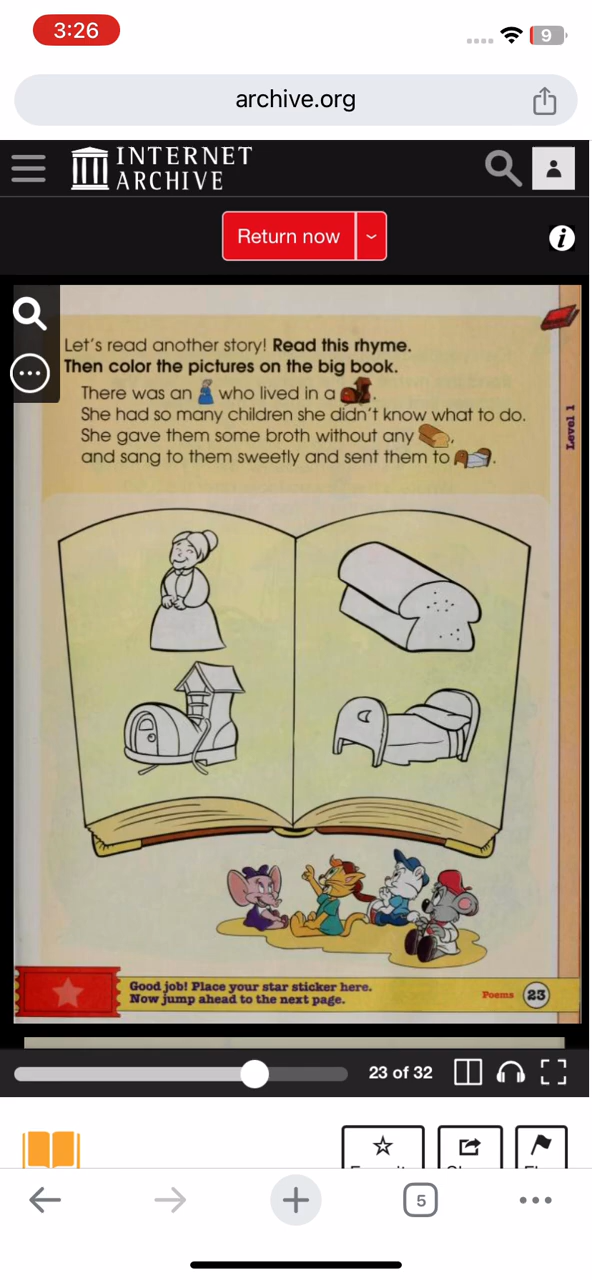 3:26
9
archive.org
INTERNET
ARCHIVE
Return now
Let's read another story! Read this rhyme.
Then color the pictures on the big book.
There was an who lived in a .
She had so many children she didn't know what to do.
She gave them some broth without any ,
and sang to them sweetly and sent them to .
Level 1
Good job! Place your star sticker here.
Now jump ahead to the next page.
Poems 23
23 of 32
5